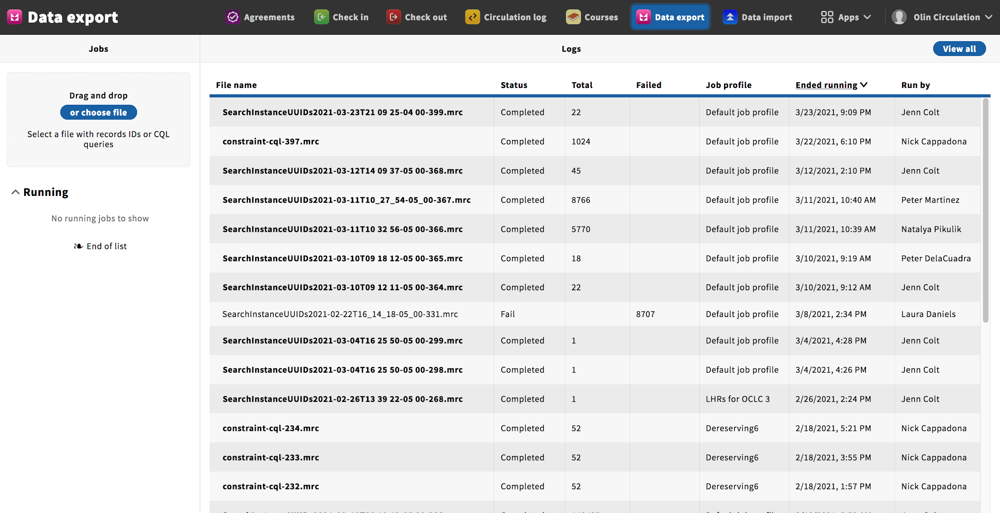 Data export
Agreements
Check in
Check out
Circulation log
Courses
Data export
Data import
Apps
Olin Circulation
Jobs
Logs
View all
Drag and drop
or choose file
Select a file with records IDs or CQL
queries
Running
No running jobs to show
End of list
File name Status Total Failed Job profile Ended running Run by
SearchInstanceUUIDs2021-03-23T21 09 25-04 00-399.mrc Completed 22 Default job profile 3/23/2021, 9:09 PM Jenn Colt
constraint-cql-397.mrc Completed 1024 Default job profile 3/22/2021, 6:10 PM Nick Cappadona
SearchInstanceUUIDs2021-03-12T14 09 37-05 00-368.mrc Completed 45 Default job profile 3/12/2021, 2:10 PM Jenn Colt
SearchInstanceUUIDs2021-03-11T10_27_54-05_00-367.mrc Completed 8766 Default job profile 3/11/2021, 10:40 AM Peter Martinez
SearchInstanceUUIDs2021-03-11T10 32 56-05 00-366.mrc Completed 5770 Default job profile 3/11/2021, 10:39 AM Natalya Pikulik
SearchInstanceUUIDs2021-03-10T09 18 12-05 00-365.mrc Completed 18 Default job profile 3/10/2021, 9:19 AM Peter DelaCuadra
SearchInstanceUUIDs2021-03-10T09 12 11-05 00-364.mrc Completed 22 Default job profile 3/10/2021, 9:12 AM Jenn Colt
SearchInstanceUUIDs2021-02-22T16_14_18-05_00-331.mrc Fail 8707 Default job profile 3/8/2021, 2:34 PM Laura Daniels
SearchInstanceUUIDs2021-03-04T16 25 50-05 00-299.mrc Completed 1 Default job profile 3/4/2021, 4:28 PM Jenn Colt
SearchInstanceUUIDs2021-03-04T16 25 50-05 00-298.mrc Completed 1 Default job profile 3/4/2021, 4:26 PM Jenn Colt
SearchInstanceUUIDs2021-02-26T13 39 22-05 00-268.mrc Completed 1 LHRs for OCLC 3 2/26/2021, 2:24 PM Jenn Colt
constraint-cql-234.mrc Completed 52 Dereserving6 2/18/2021, 5:21 PM Nick Cappadona
constraint-cql-233.mrc Completed 52 Dereserving6 2/18/2021, 3:55 PM Nick Cappadona
constraint-cql-232.mrc Completed 52 Dereserving6 2/18/2021, 1:57 PM Nick Cappadona